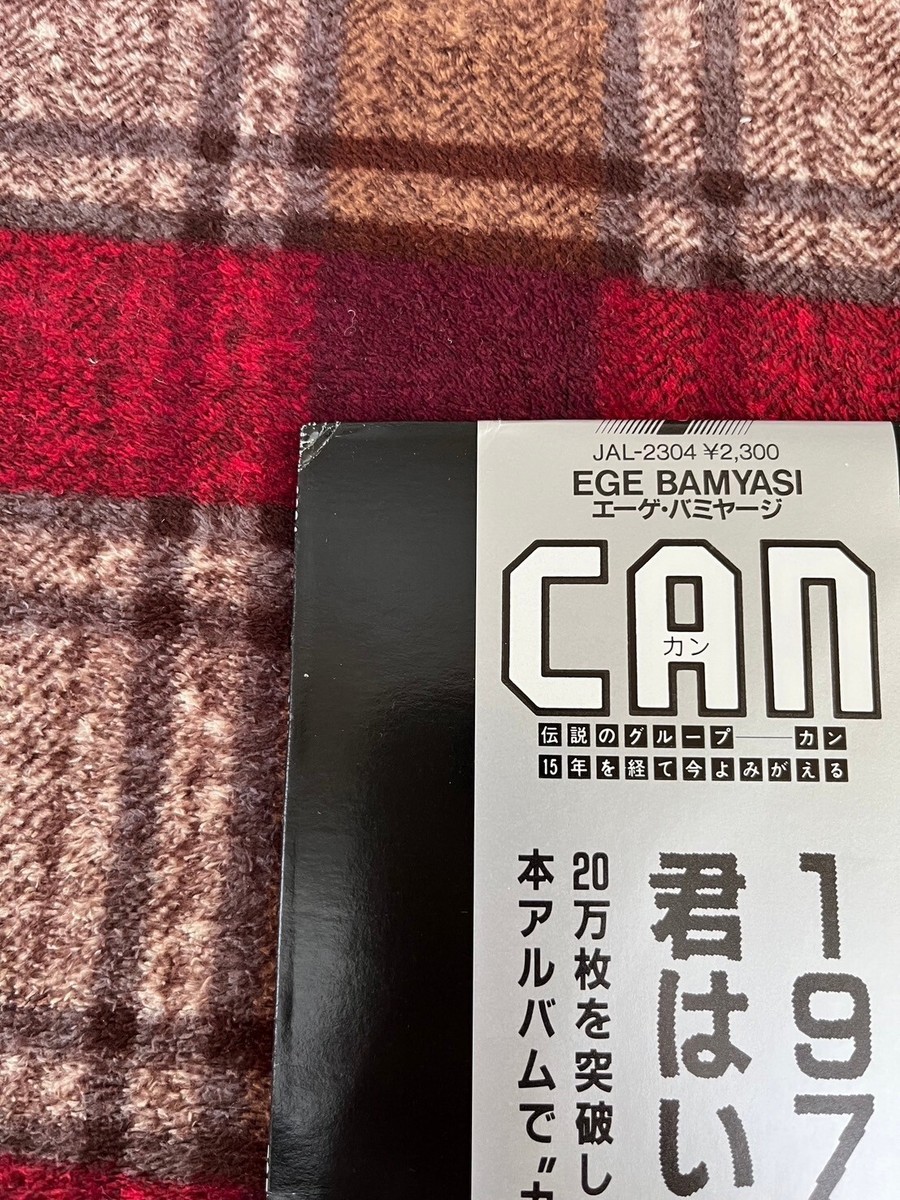 JAL-2304 ¥2,300
EGE BAMYASI
エーゲ・バミヤージ
CAN
カン
伝説のグループ――カン
15年を経て今よみがえる
197
君はい
20万枚を突破し
本アルバムで"カ